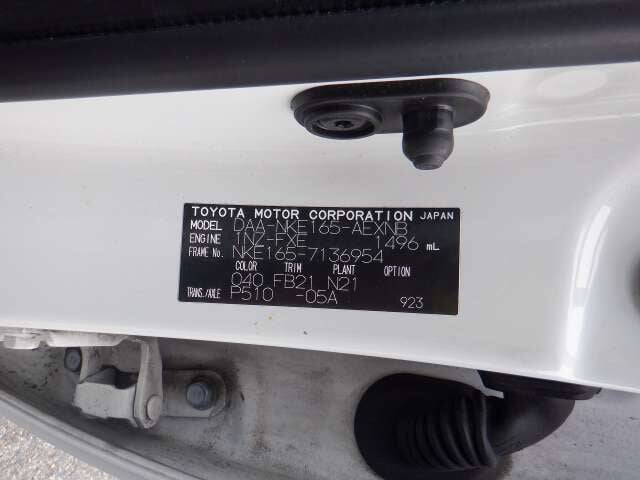 TOYOTA MOTOR CORPORATION JAPAN
MODEL DAA-NKE165-AEXNB
ENGINE 1NZ-FXE 1496 mL
FRAME No. NKE165-7136954
COLOR TRIM PLANT OPTION
040 FB21 N21
TRANS./AXLE P510 -05A
923